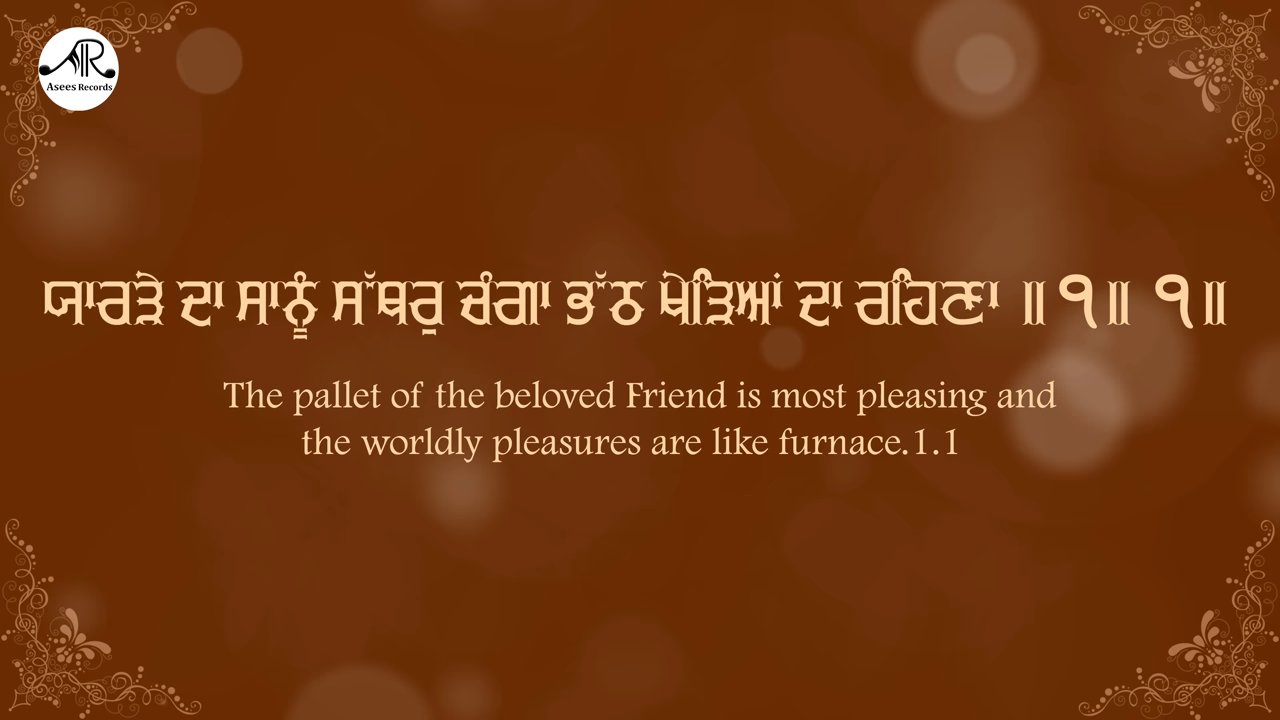 AR
Asees Records
ਯਾਰੜੇ ਦਾ ਸਾਨੂੰ ਸੱਥਰੁ ਚੰਗਾ ਭੱਠ ਖੇੜਿਆਂ ਦਾ ਰਹਿਣਾ ॥੧॥ ੧॥
The pallet of the beloved Friend is most pleasing and
the worldly pleasures are like furnace.1.1